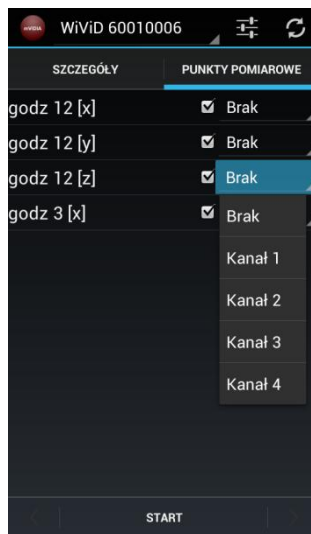 mVIDIA
WiViD 60010006
SZCZEGÓŁY
PUNKTY POMIAROWE
godz 12 [x]
Brak
godz 12 [y]
Brak
godz 12 [z]
Brak
godz 3 [x]
Brak
Kanał 1
Kanał 2
Kanał 3
Kanał 4
START